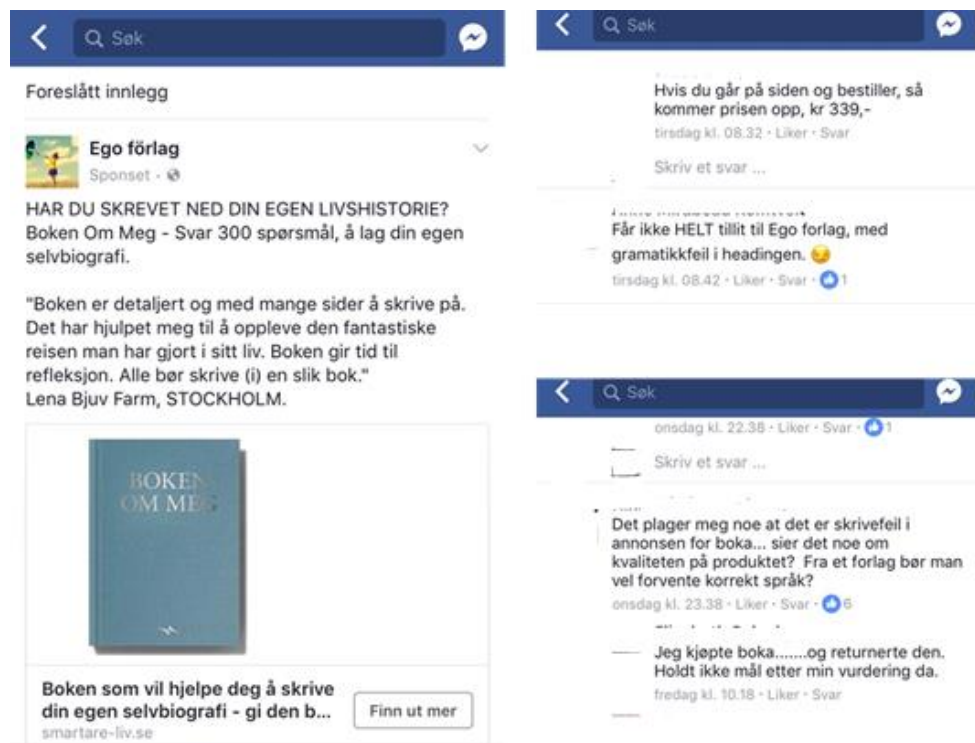 Søk
Foreslått innlegg
Ego förlag
Sponset
HAR DU SKREVET NED DIN EGEN LIVSHISTORIE?
Boken Om Meg - Svar 300 spørsmål, å lag din egen
selvbiografi.
"Boken er detaljert og med mange sider å skrive på.
Det har hjulpet meg til å oppleve den fantastiske
reisen man har gjort i sitt liv. Boken gir tid til
refleksjon. Alle bør skrive (i) en slik bok."
Lena Bjuv Farm, STOCKHOLM.
BOKEN
OM MEG
Boken som vil hjelpe deg å skrive
din egen selvbiografi - gi den b...
Finn ut mer
smartare-liv.se
Søk
Hvis du går på siden og bestiller, så
kommer prisen opp, kr 339,-
tirsdag kl. 08.32 · Liker · Svar
Skriv et svar ...
Får ikke HELT tillit til Ego forlag, med
gramatikkfeil i headingen.
tirsdag kl. 08.42 · Liker · Svar · 1
Søk
onsdag kl. 22.38 · Liker · Svar · 1
Skriv et svar ...
Det plager meg noe at det er skrivefeil i
annonsen for boka... sier det noe om
kvaliteten på produktet? Fra et forlag bør man
vel forvente korrekt språk?
onsdag kl. 23.38 · Liker · Svar · 6
Jeg kjøpte boka.......og returnerte den.
Holdt ikke mål etter min vurdering da.
fredag kl. 10.18 · Liker · Svar